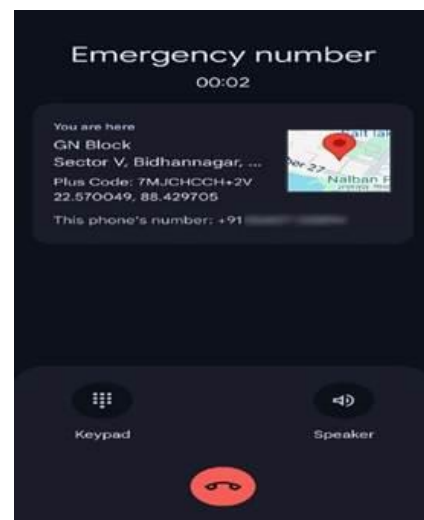 Emergency number
00:02
You are here
GN Block
Sector V, Bidhannagar, ...
Plus Code: 7MJCHCCH+2V
22.570049, 88.429705
This phone's number: +91
Nalban
Keypad
Speaker